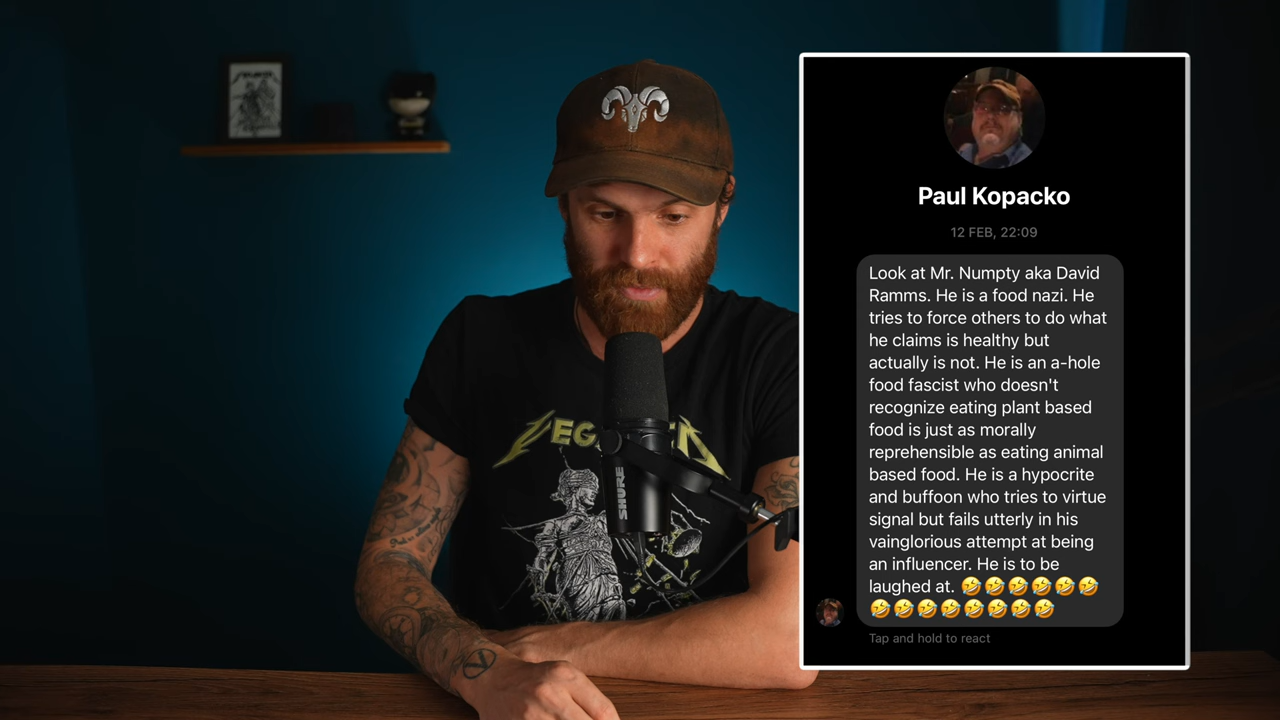 Paul Kopacko
12 FEB, 22:09
Look at Mr. Numpty aka David
Ramms. He is a food nazi. He
tries to force others to do what
he claims is healthy but
actually is not. He is an a-hole
food fascist who doesn't
recognize eating plant based
food is just as morally
reprehensible as eating animal
based food. He is a hypocrite
and buffoon who tries to virtue
signal but fails utterly in his
vainglorious attempt at being
an influencer. He is to be
laughed at. 🤣🤣🤣🤣🤣🤣
🤣🤣🤣🤣🤣🤣🤣🤣
Tap and hold to react
SHURE